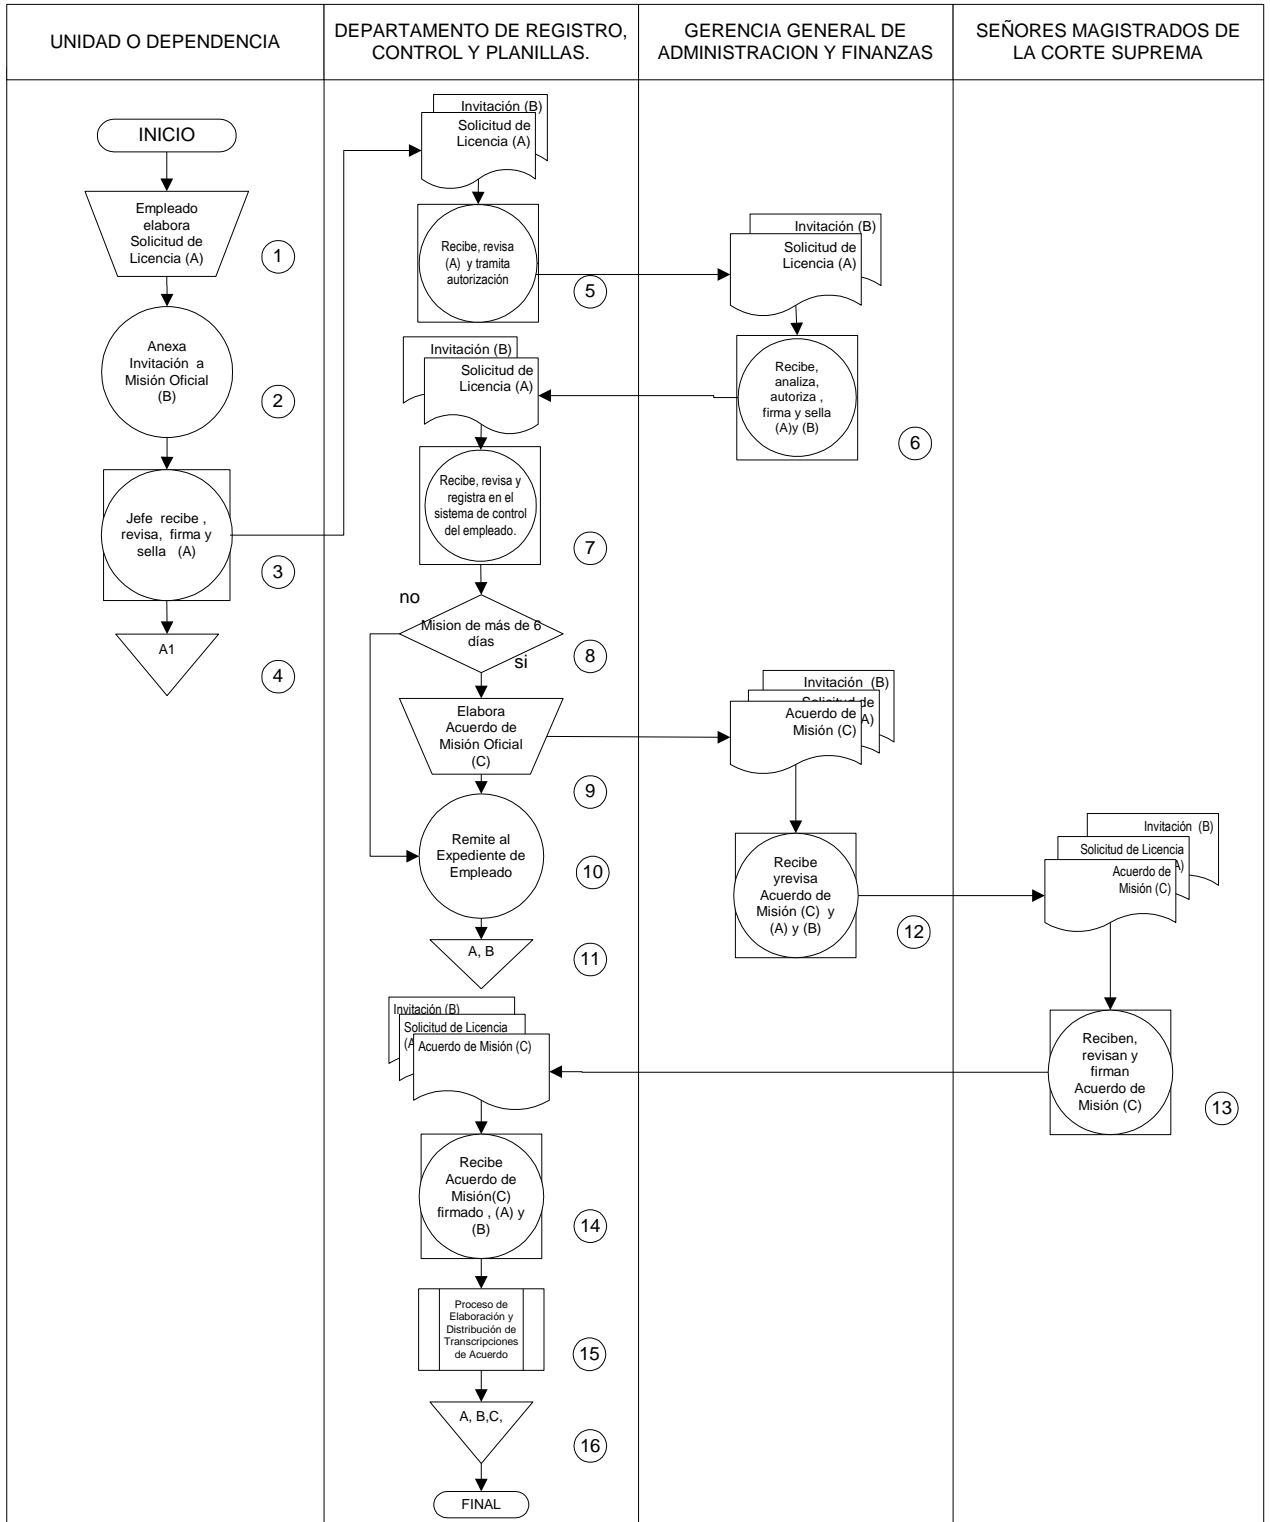 UNIDAD O DEPENDENCIA
DEPARTAMENTO DE REGISTRO,
CONTROL Y PLANILLAS.
GERENCIA GENERAL DE
ADMINISTRACION Y FINANZAS
SEÑORES MAGISTRADOS DE
LA CORTE SUPREMA
INICIO
Empleado
elabora
Solicitud de
Licencia (A)
1
Anexa
Invitación a
Misión Oficial
(B)
2
Jefe recibe ,
revisa, firma y
sella (A)
3
A1
4
Invitación (B)
Solicitud de
Licencia (A)
Recibe, revisa
(A) y tramita
autorización
5
Invitación (B)
Solicitud de
Licencia (A)
Recibe,
analiza,
autoriza ,
firma y sella
(A)y (B)
6
Invitación (B)
Solicitud de
Licencia (A)
Recibe, revisa y
registra en el
sistema de control
del empleado.
7
no
Mision de más de 6
días
si
8
Elabora
Acuerdo de
Misión Oficial
(C)
9
Remite al
Expediente de
Empleado
10
A, B
11
Invitación (B)
Solicitud de
A)
Acuerdo de
Misión (C)
Recibe
yrevisa
Acuerdo de
Misión (C) y
(A) y (B)
12
Invitación (B)
Solicitud de Licencia
A)
Acuerdo de
Misión (C)
Reciben,
revisan y
firman
Acuerdo de
Misión (C)
13
Invitación (B)
Solicitud de Licencia
(A
Acuerdo de Misión (C)
Recibe
Acuerdo de
Misión(C)
firmado , (A) y
(B)
14
Proceso de
Elaboración y
Distribución de
Transcripciones
de Acuerdo
15
A, B,C,
16
FINAL